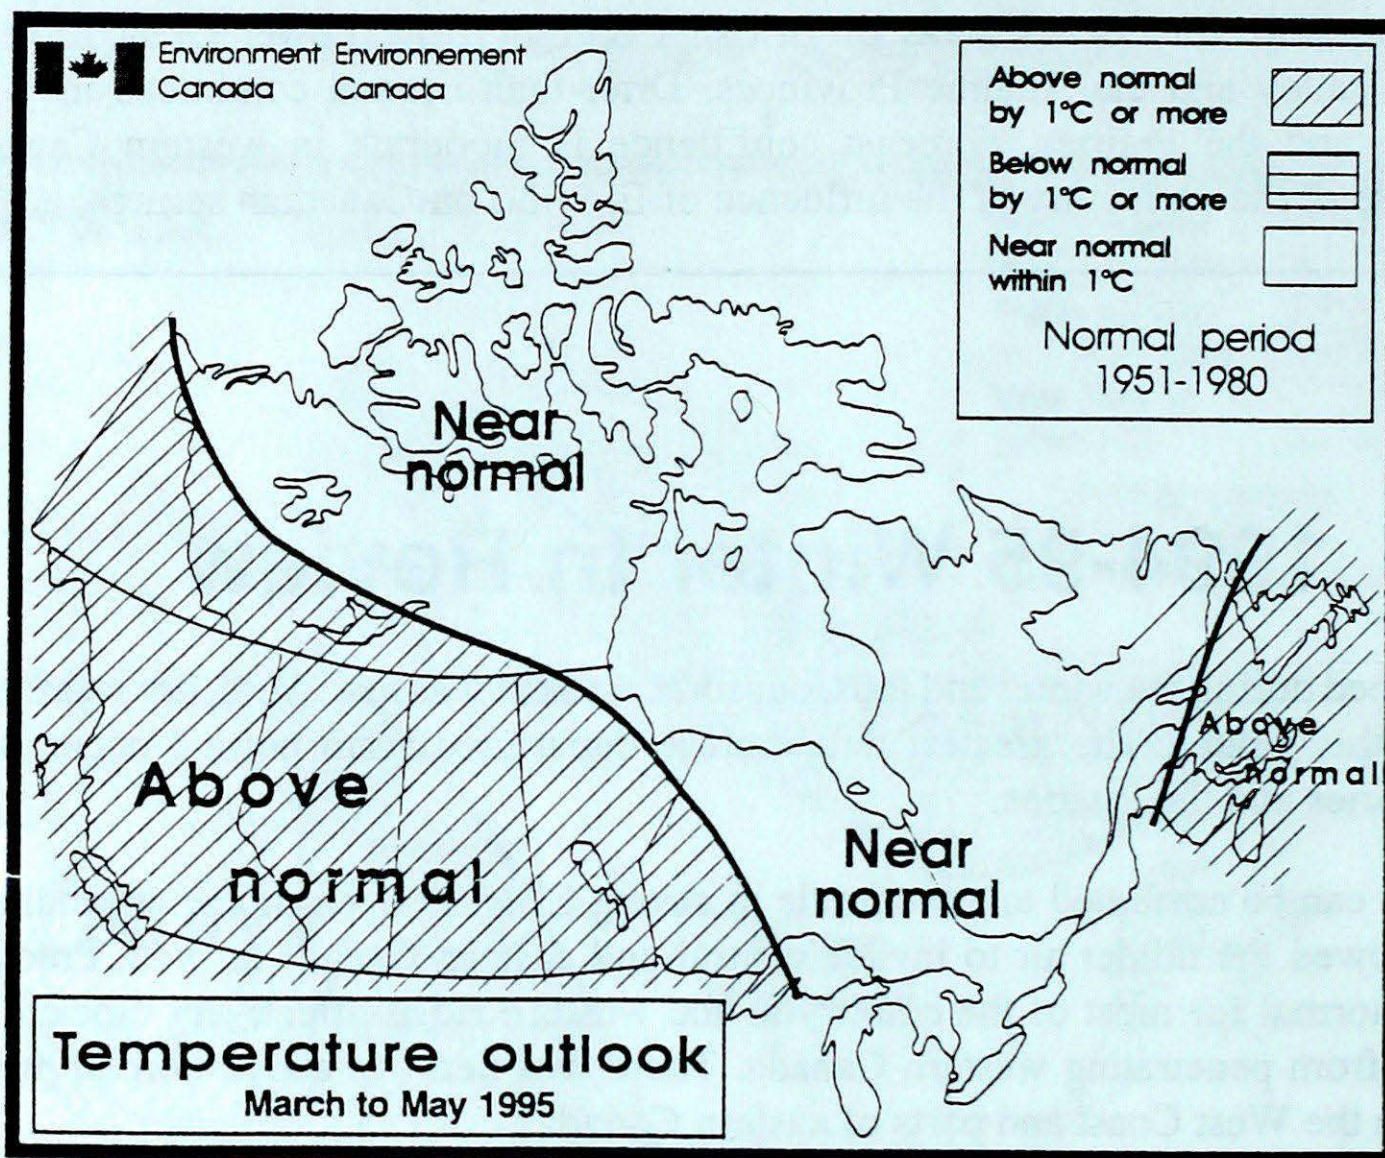 Environment Environnement
Canada Canada
Above normal
by 1°C or more
Below normal
by 1°C or more
Near normal
within 1°C
Normal period
1951-1980
Near
normal
Above
normal
Near
normal
Above
normal
Temperature outlook
March to May 1995